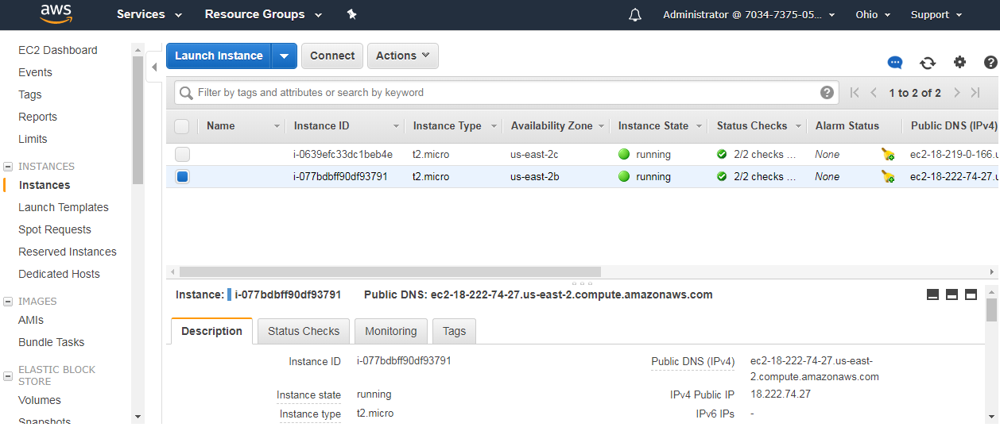 aws Services Resource Groups Administrator @ 7034-7375-05... Ohio Support
EC2 Dashboard
Events
Tags
Reports
Limits
INSTANCES
Instances
Launch Templates
Spot Requests
Reserved Instances
Dedicated Hosts
IMAGES
AMIs
Bundle Tasks
ELASTIC BLOCK
STORE
Volumes
Snapshots
Launch Instance Connect Actions
Filter by tags and attributes or search by keyword 1 to 2 of 2
Name Instance ID Instance Type Availability Zone Instance State Status Checks Alarm Status Public DNS (IPv4)
i-0639efc33dc1beb4e t2.micro us-east-2c running 2/2 checks ... None ec2-18-219-0-166.u
i-077bdbff90df93791 t2.micro us-east-2b running 2/2 checks ... None ec2-18-222-74-27.u
Instance: i-077bdbff90df93791 Public DNS: ec2-18-222-74-27.us-east-2.compute.amazonaws.com
Description Status Checks Monitoring Tags
Instance ID i-077bdbff90df93791 Public DNS (IPv4) ec2-18-222-74-27.us-east-
2.compute.amazonaws.com
Instance state running IPv4 Public IP 18.222.74.27
Instance type t2.micro IPv6 IPs -